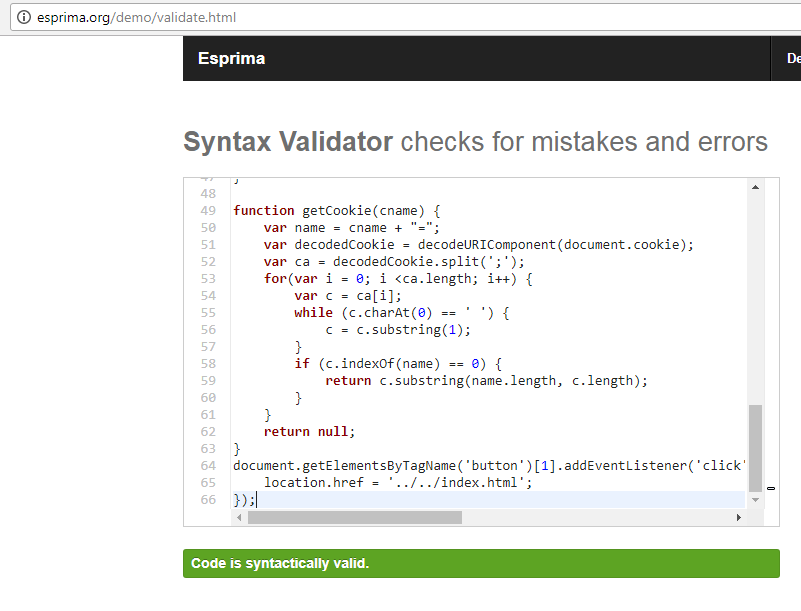 esprima.org/demo/validate.html
Esprima
Syntax Validator checks for mistakes and errors
48
49 function getCookie(cname) {
50     var name = cname + "=";
51     var decodedCookie = decodeURIComponent(document.cookie);
52     var ca = decodedCookie.split(';');
53     for(var i = 0; i <ca.length; i++) {
54         var c = ca[i];
55         while (c.charAt(0) == ' ') {
56             c = c.substring(1);
57         }
58         if (c.indexOf(name) == 0) {
59             return c.substring(name.length, c.length);
60         }
61     }
62     return null;
63 }
64 document.getElementsByTagName('button')[1].addEventListener('click'
65     location.href = '../../index.html';
66 });
Code is syntactically valid.